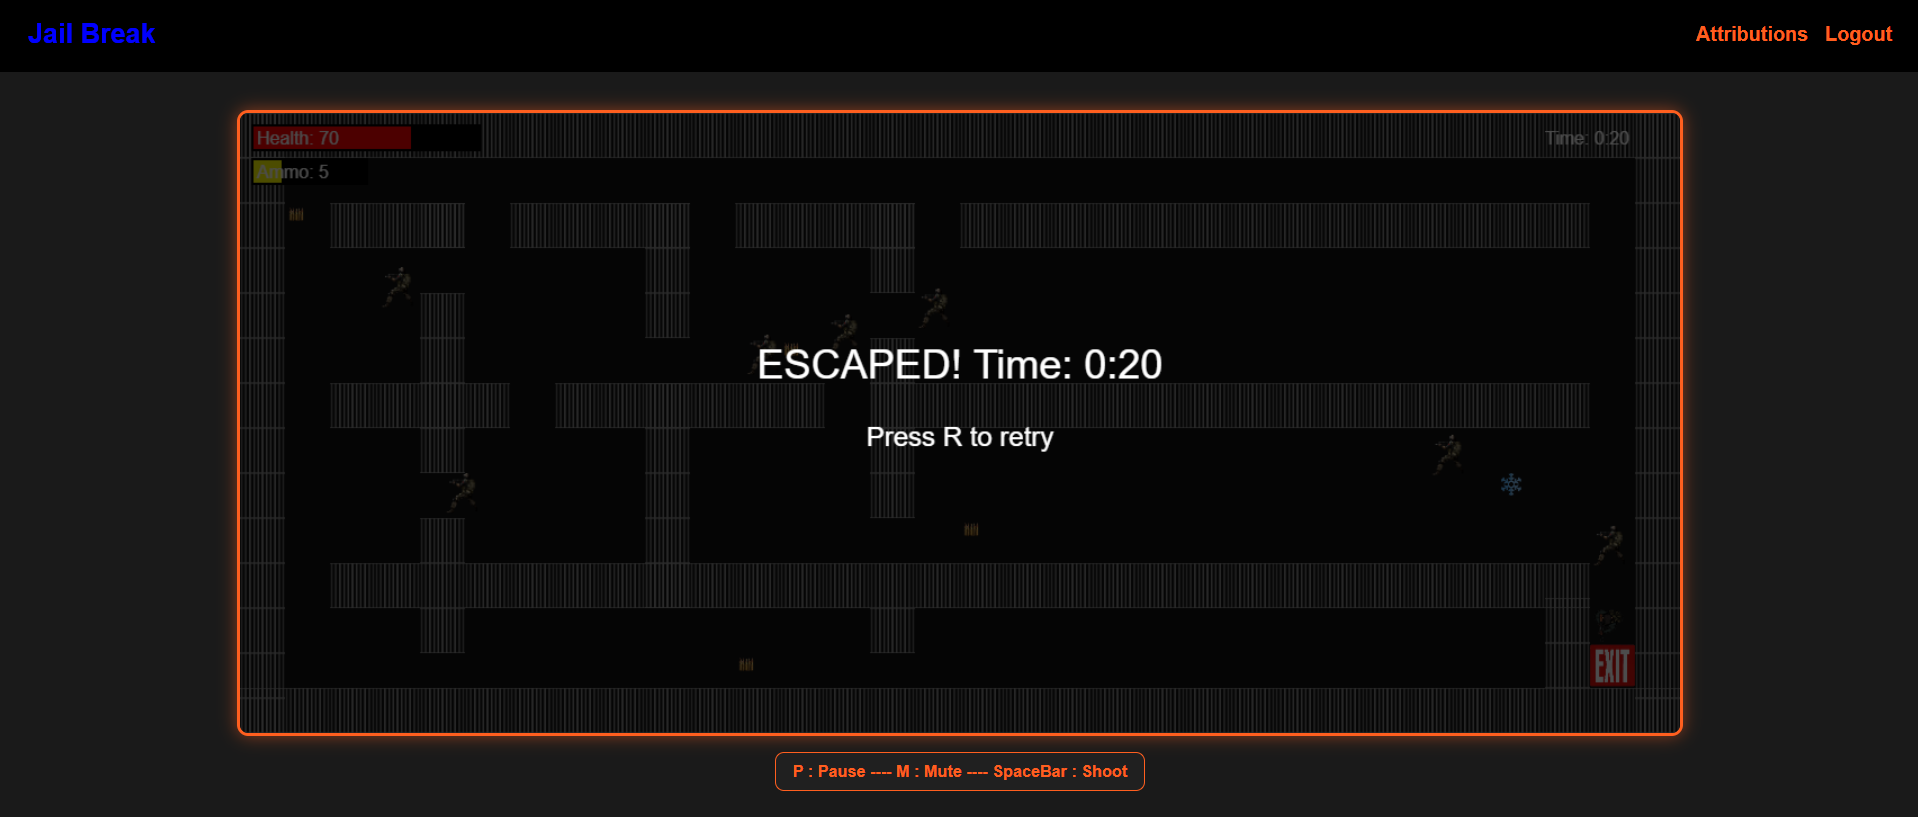 Jail Break
Attributions Logout
Health: 70
Time: 0:20
Ammo: 5
ESCAPED! Time: 0:20
Press R to retry
EXIT
P : Pause ---- M : Mute ---- SpaceBar : Shoot